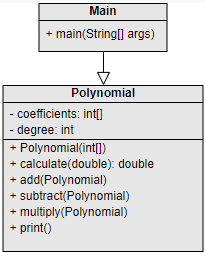 Main
+ main(String[] args)
Polynomial
- coefficients: int[]
- degree: int
+ Polynomial(int[])
+ calculate(double): double
+ add(Polynomial)
+ subtract(Polynomial)
+ multiply(Polynomial)
+ print()